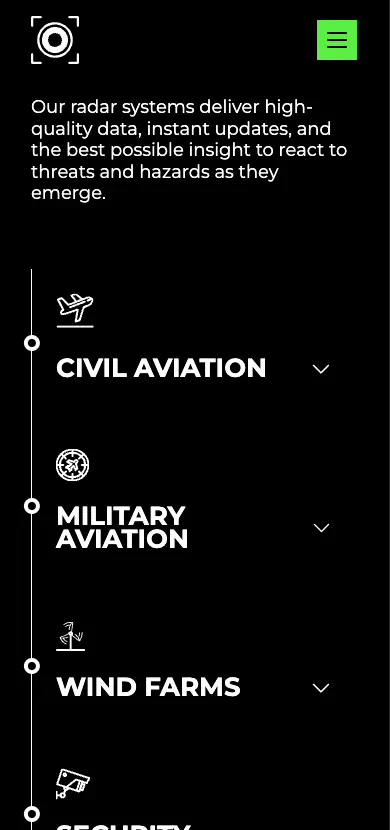 Our radar systems deliver high-
quality data, instant updates, and
the best possible insight to react to
threats and hazards as they
emerge.
CIVIL AVIATION
MILITARY
AVIATION
WIND FARMS
SECURITY